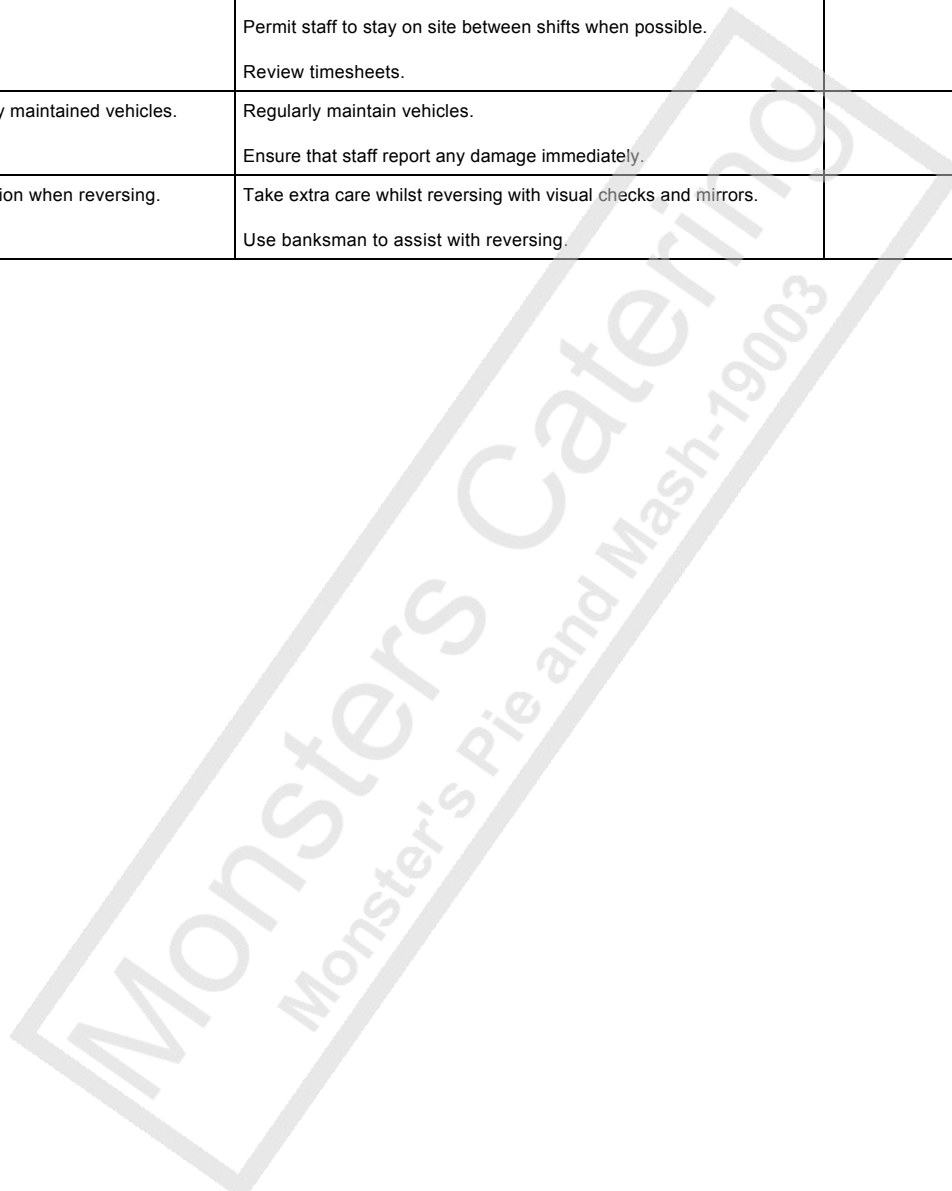 Permit staff to stay on site between shifts when possible.
Review timesheets.
maintained vehicles.
Regularly maintain vehicles.
Ensure that staff report any damage immediately.
when reversing.
Take extra care whilst reversing with visual checks and mirrors.
Use banksman to assist with reversing.
Monsters Catering
Monster's Pie and Mash-19003